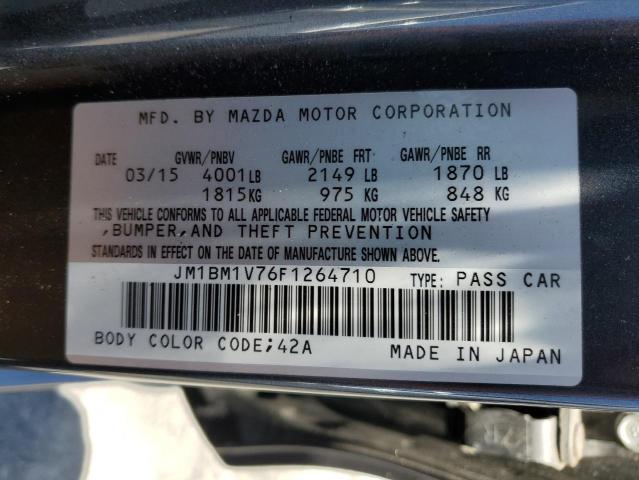 MFD. BY MAZDA MOTOR CORPORATION
DATE GVWR/PNBV GAWR/PNBE FRT GAWR/PNBE RR
03/15 4001LB 2149 LB 1870 LB
1815KG 975 KG 848 KG
THIS VEHICLE CONFORMS TO ALL APPLICABLE FEDERAL MOTOR VEHICLE SAFETY
,BUMPER,AND THEFT PREVENTION
STANDARDS IN EFFECT ON THE DATE OF MANUFACTURE SHOWN ABOVE.
JM1BM1V76F1264710 TYPE: PASS CAR
BODY COLOR CODE;42A MADE IN JAPAN